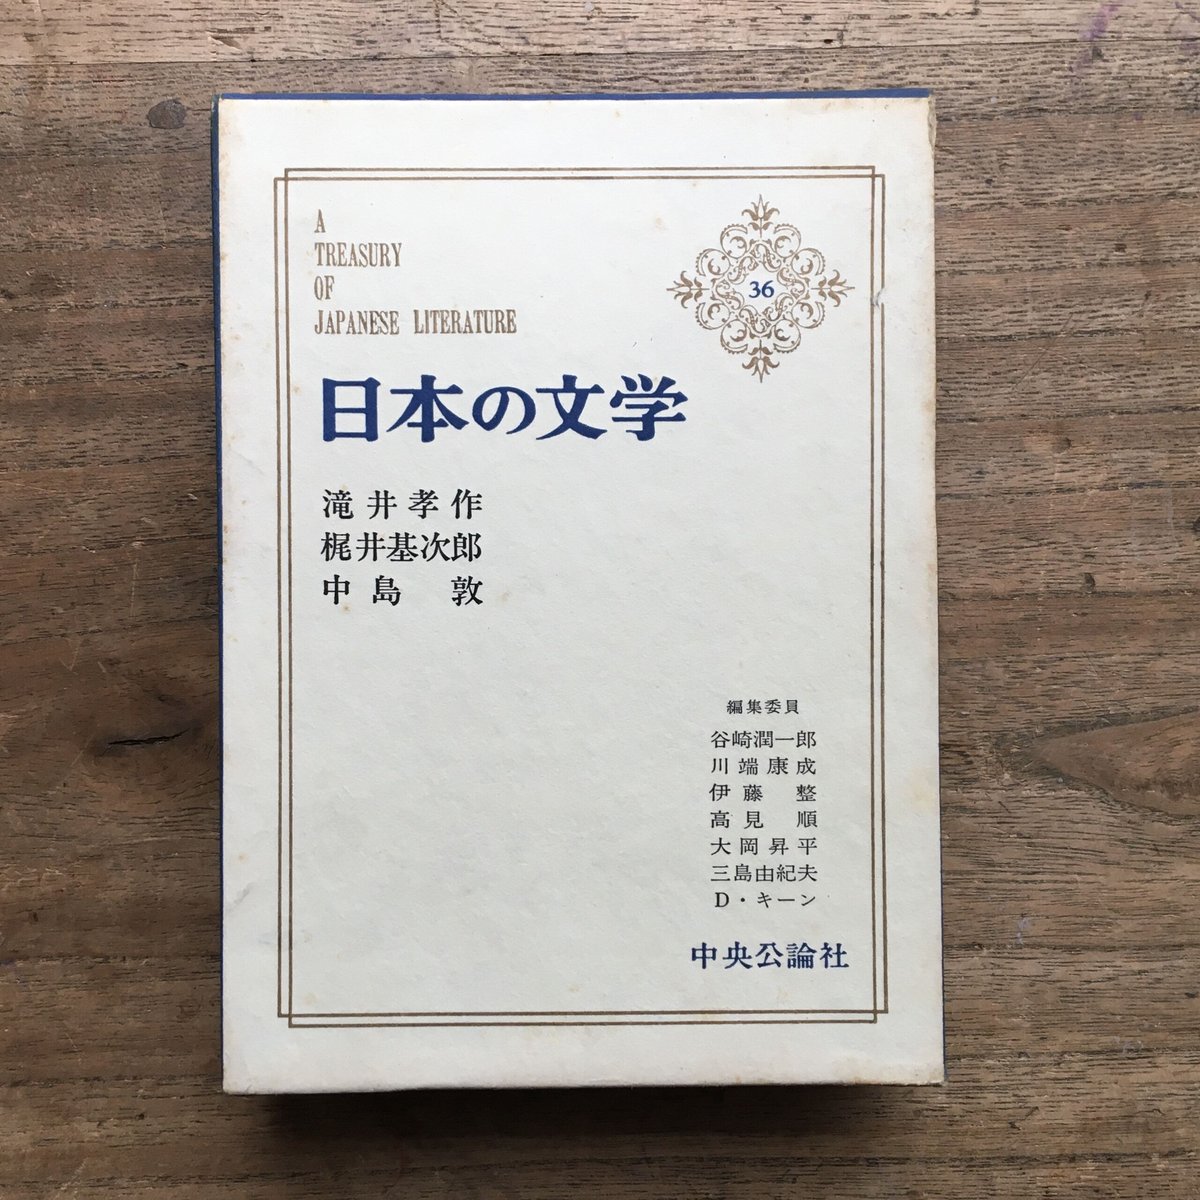 A
TREASURY
OF
JAPANESE LITERATURE
36
日本の文学
滝井孝作
梶井基次郎
中島 敦
編集委員
谷崎潤一郎
川端康成
伊藤 整
高見 順
大岡昇平
三島由紀夫
D・キーン
中央公論社